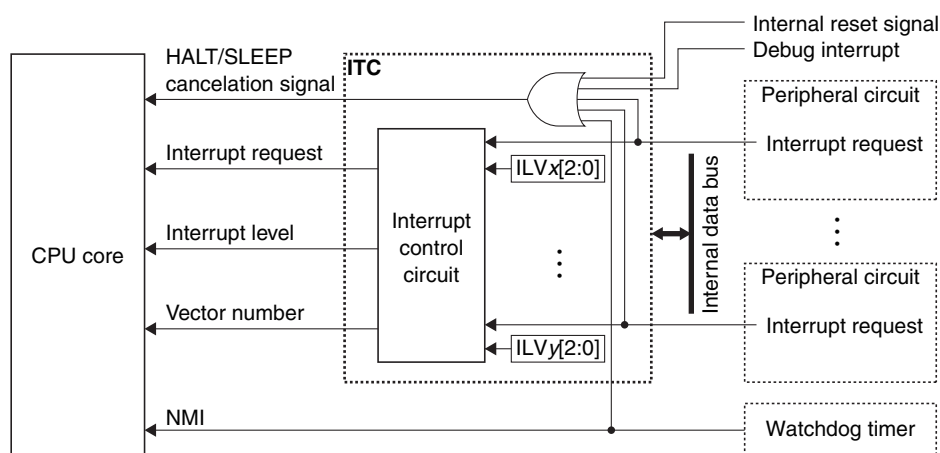 Internal reset signal
Debug interrupt
HALT/SLEEP
cancelation signal
ITC
Peripheral circuit
Interrupt request
Interrupt request
ILVx[2:0]
Interrupt level
Interrupt
control
circuit
CPU core
Internal data bus
Peripheral circuit
Vector number
Interrupt request
ILVy[2:0]
NMI
Watchdog timer